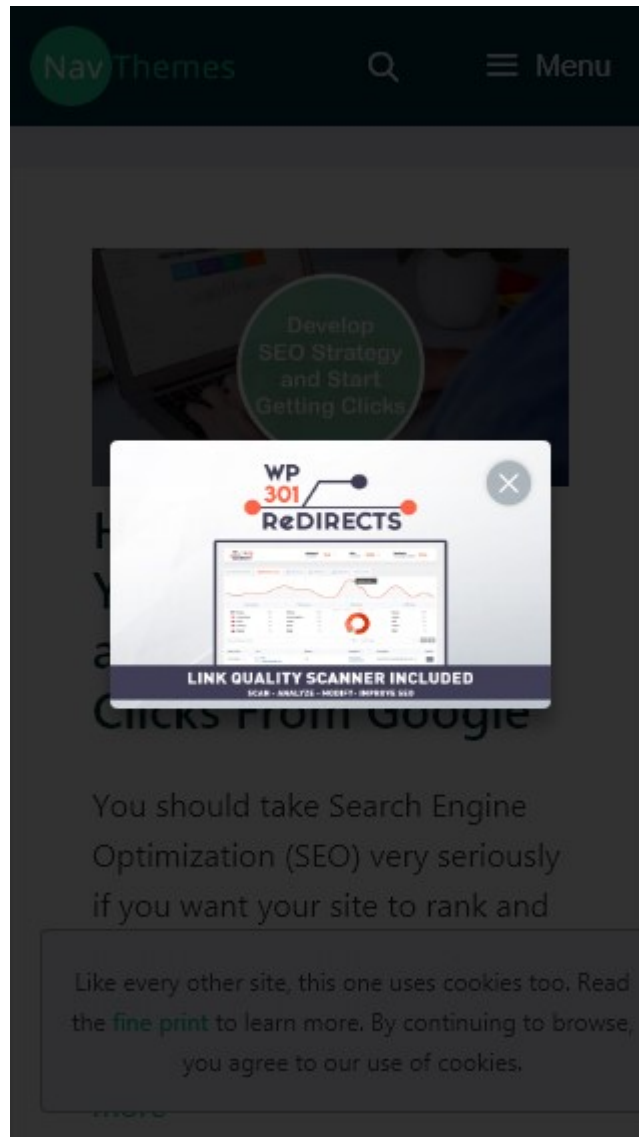 Nav Themes
Menu
Develop
SEO Strategy
and Start
Getting Clicks
WP
301
ReDIRECTS
LINK QUALITY SCANNER INCLUDED
SCAN - ANALYZE - MODIFY - IMPROVE SEO
H
Y
a
Clicks From Google
You should take Search Engine
Optimization (SEO) very seriously
if you want your site to rank and
Like every other site, this one uses cookies too. Read
the fine print to learn more. By continuing to browse,
you agree to our use of cookies.
more